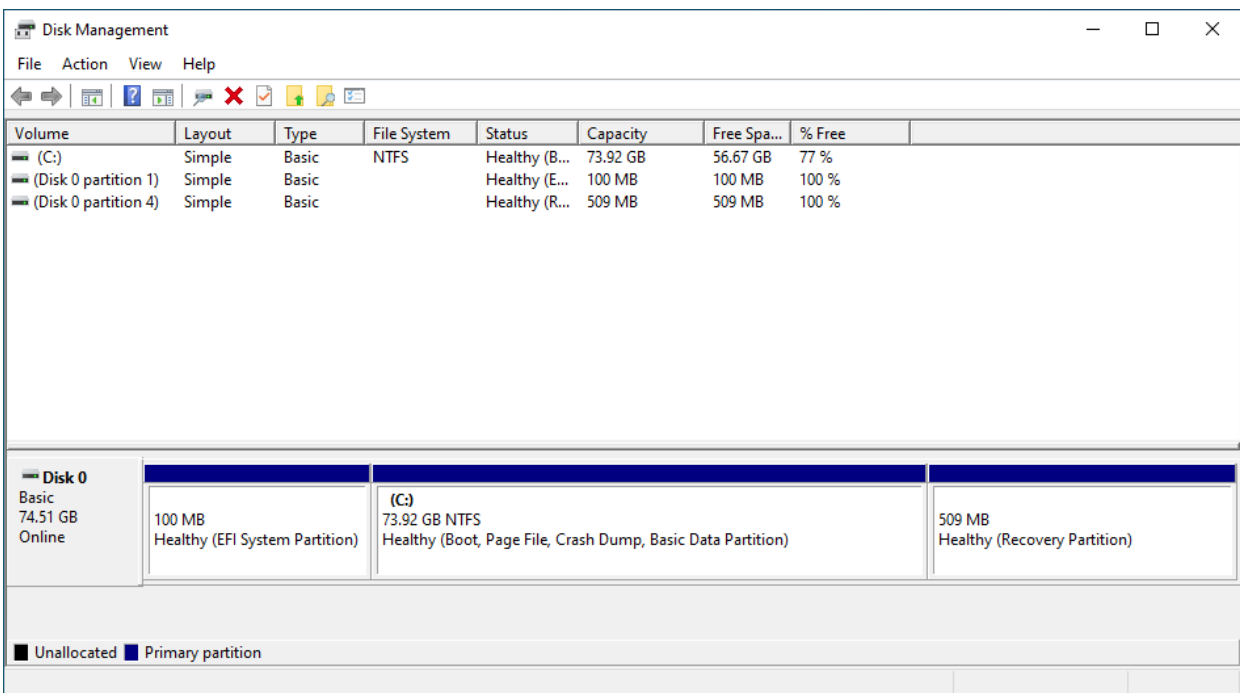 Disk Management
File Action View Help
Volume Layout Type File System Status Capacity Free Spa... % Free
(C:) Simple Basic NTFS Healthy (B... 73.92 GB 56.67 GB 77 %
(Disk 0 partition 1) Simple Basic Healthy (E... 100 MB 100 MB 100 %
(Disk 0 partition 4) Simple Basic Healthy (R... 509 MB 509 MB 100 %
Disk 0
Basic
74.51 GB
Online
100 MB
Healthy (EFI System Partition)
(C:)
73.92 GB NTFS
Healthy (Boot, Page File, Crash Dump, Basic Data Partition)
509 MB
Healthy (Recovery Partition)
Unallocated Primary partition